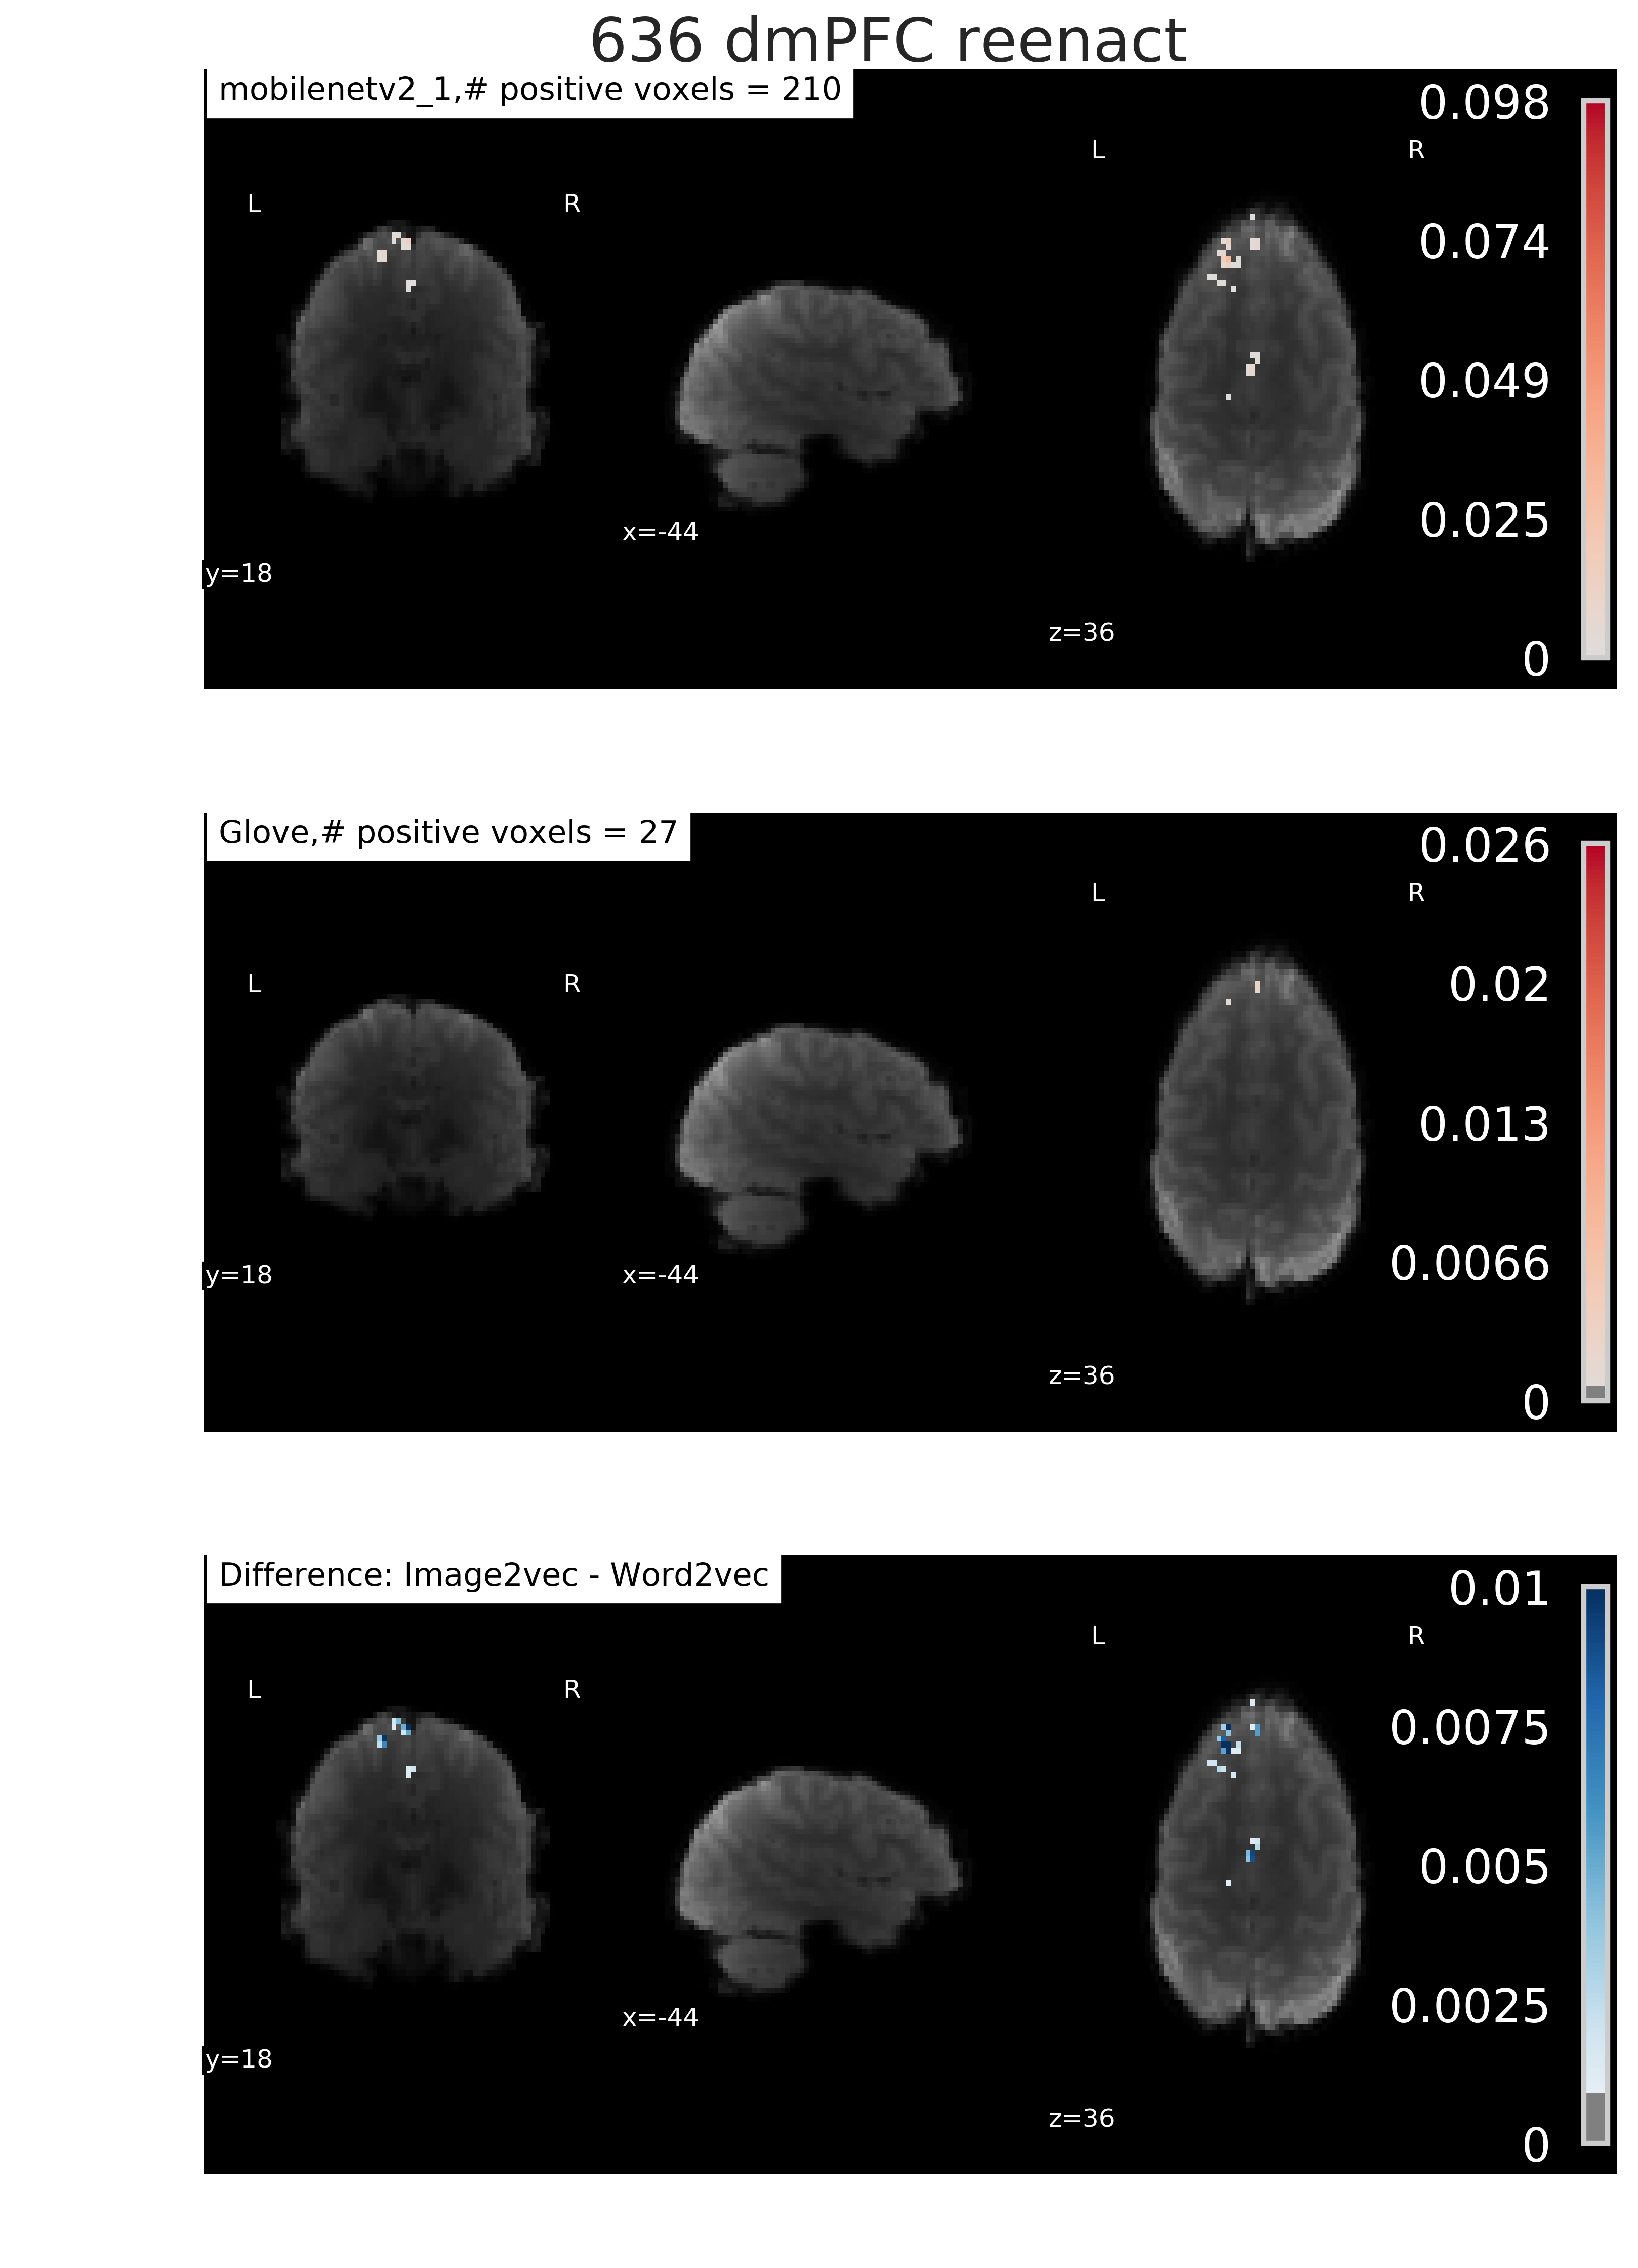 636 dmPFC reenact
mobilenetv2_1,# positive voxels = 210
0.098
L R
L R
0.074
0.049
0.025
x=-44
y=18
z=36
0
Glove,# positive voxels = 27
0.026
L R
L R
0.02
0.013
0.0066
y=18
x=-44
z=36
0
Difference: Image2vec - Word2vec
0.01
L R
L R
0.0075
0.005
0.0025
x=-44
y=18
z=36
0